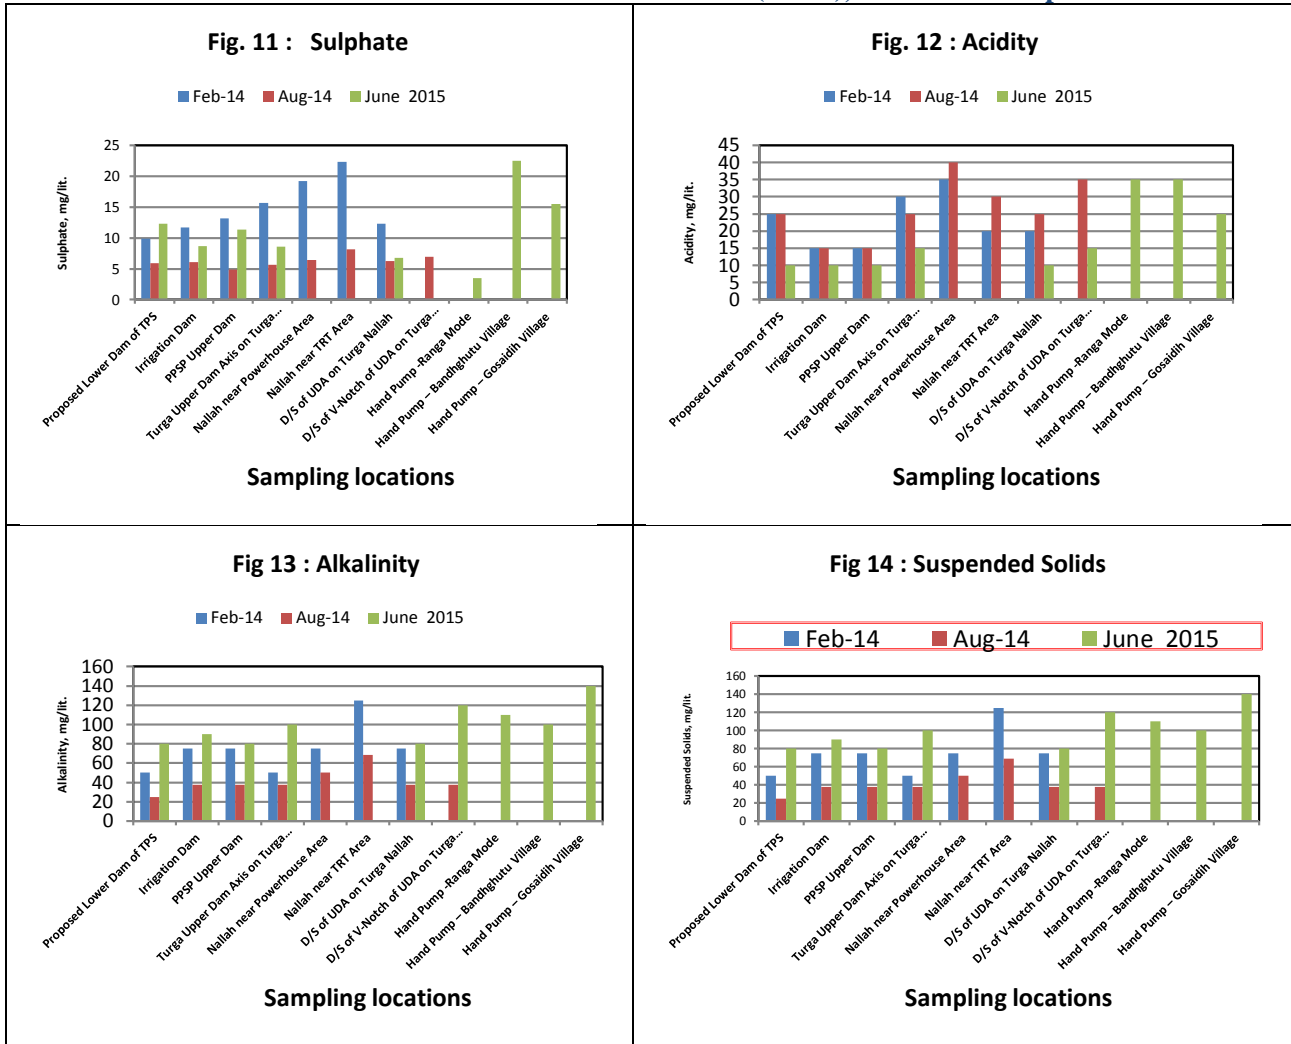 Fig. 11 : Sulphate
Feb-14 Aug-14 June 2015
25
20
15
10
5
0
Sulphate, mg/lit.
Proposed Lower Dam of TPS
Irrigation Dam
PPSP Upper Dam
Turga Upper Dam Axis on Turga…
Nallah near Powerhouse Area
Nallah near TRT Area
D/S of UDA on Turga Nallah
D/S of V-Notch of UDA on Turga…
Hand Pump -Ranga Mode
Hand Pump – Bandhghutu Village
Hand Pump – Gosaidih Village
Sampling locations
Fig. 12 : Acidity
Feb-14 Aug-14 June 2015
45
40
35
30
25
20
15
10
5
0
Acidity, mg/lit.
Proposed Lower Dam of TPS
Irrigation Dam
PPSP Upper Dam
Turga Upper Dam Axis on Turga…
Nallah near Powerhouse Area
Nallah near TRT Area
D/S of UDA on Turga Nallah
D/S of V-Notch of UDA on Turga…
Hand Pump -Ranga Mode
Hand Pump – Bandhghutu Village
Hand Pump – Gosaidih Village
Sampling locations
Fig 13 : Alkalinity
Feb-14 Aug-14 June 2015
160
140
120
100
80
60
40
20
0
Alkalinity, mg/lit.
Proposed Lower Dam of TPS
Irrigation Dam
PPSP Upper Dam
Turga Upper Dam Axis on Turga…
Nallah near Powerhouse Area
Nallah near TRT Area
D/S of UDA on Turga Nallah
D/S of V-Notch of UDA on Turga…
Hand Pump -Ranga Mode
Hand Pump – Bandhghutu Village
Hand Pump – Gosaidih Village
Sampling locations
Fig 14 : Suspended Solids
Feb-14 Aug-14 June 2015
160
140
120
100
80
60
40
20
0
Suspended Solids, mg/lit.
Proposed Lower Dam of TPS
Irrigation Dam
PPSP Upper Dam
Turga Upper Dam Axis on Turga…
Nallah near Powerhouse Area
Nallah near TRT Area
D/S of UDA on Turga Nallah
D/S of V-Notch of UDA on Turga…
Hand Pump -Ranga Mode
Hand Pump – Bandhghutu Village
Hand Pump – Gosaidih Village
Sampling locations